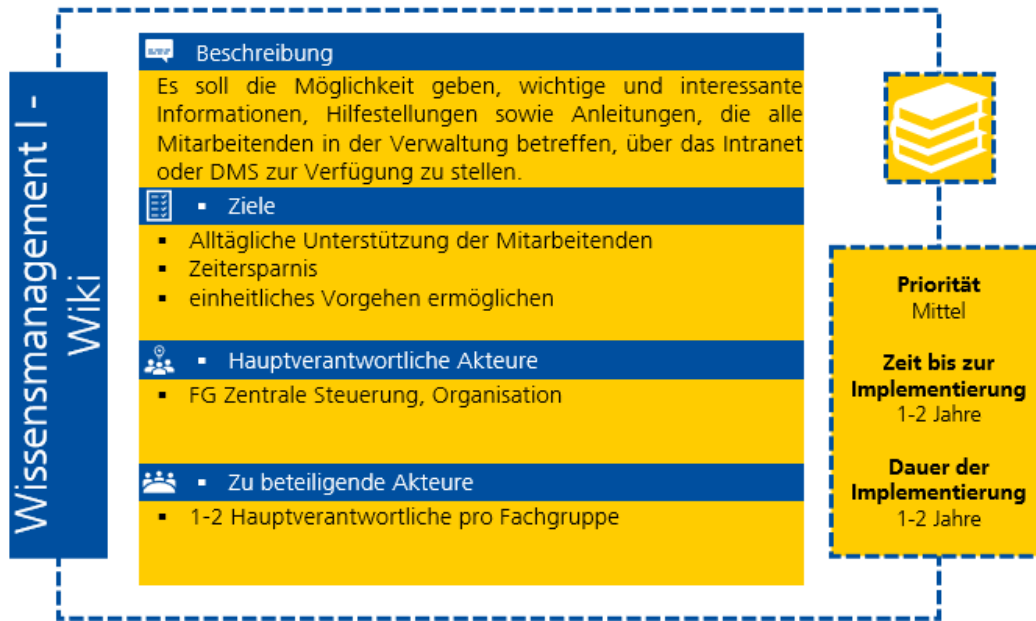 Wissensmanagement I -
Wiki
Beschreibung
Es soll die Möglichkeit geben, wichtige und interessante
Informationen, Hilfestellungen sowie Anleitungen, die alle
Mitarbeitenden in der Verwaltung betreffen, über das Intranet
oder DMS zur Verfügung zu stellen.
▪ Ziele
▪ Alltägliche Unterstützung der Mitarbeitenden
▪ Zeitersparnis
▪ einheitliches Vorgehen ermöglichen
▪ Hauptverantwortliche Akteure
▪ FG Zentrale Steuerung, Organisation
▪ Zu beteiligende Akteure
▪ 1-2 Hauptverantwortliche pro Fachgruppe
Priorität
Mittel
Zeit bis zur
Implementierung
1-2 Jahre
Dauer der
Implementierung
1-2 Jahre